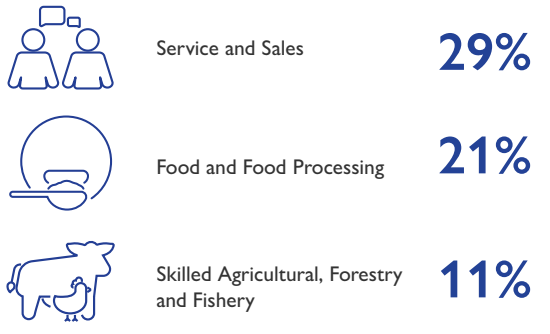 Service and Sales
29%
Food and Food Processing
21%
Skilled Agricultural, Forestry
and Fishery
11%